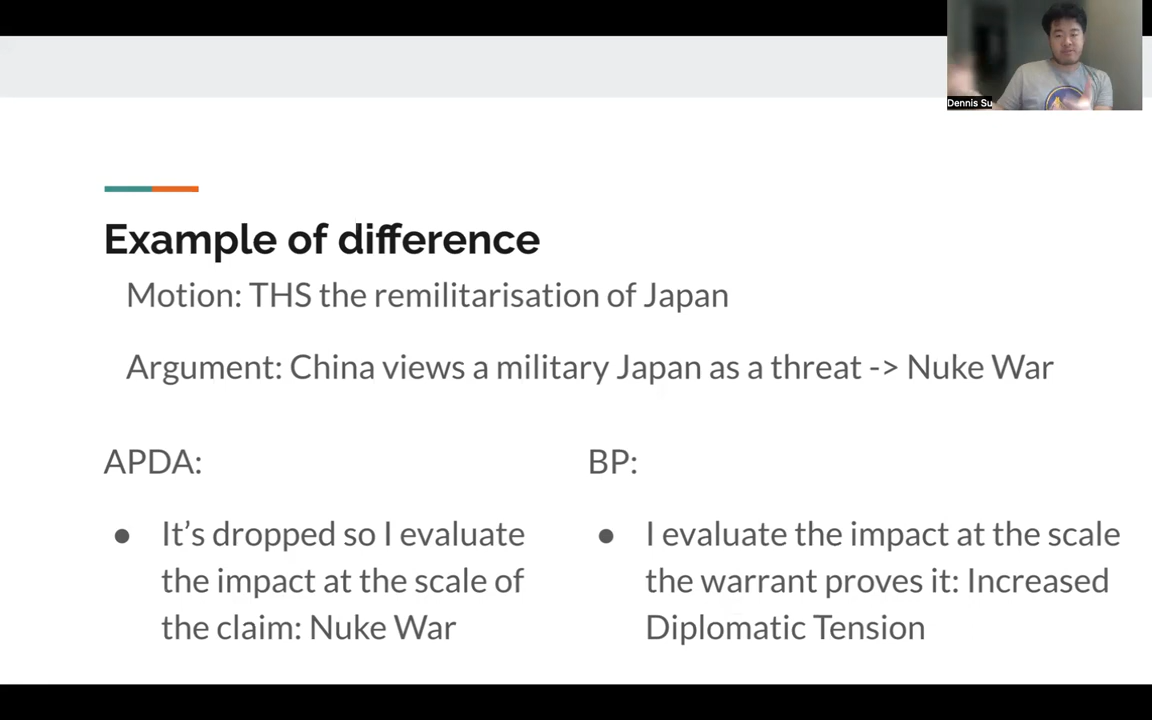 Dennis Su
Example of difference
Motion: THS the remilitarisation of Japan
Argument: China views a military Japan as a threat -> Nuke War
APDA:
● It’s dropped so I evaluate
the impact at the scale of
the claim: Nuke War
BP:
● I evaluate the impact at the scale
the warrant proves it: Increased
Diplomatic Tension